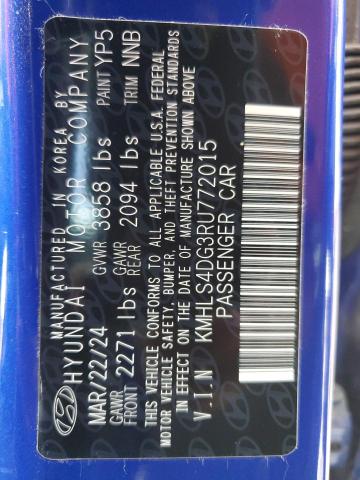 MANUFACTURED IN KOREA BY
HYUNDAI MOTOR COMPANY
MAR/22/24 GVWR 3858 lbs PAINT YP5
GAWR FRONT 2271 lbs GAWR REAR 2094 lbs TRIM NNB
THIS VEHICLE CONFORMS TO ALL APPLICABLE U.S.A. FEDERAL
MOTOR VEHICLE SAFETY, BUMPER, AND THEFT PREVENTION STANDARDS
IN EFFECT ON THE DATE OF MANUFACTURE SHOWN ABOVE
V.I.N KMHLS4DG3RU772015
PASSENGER CAR